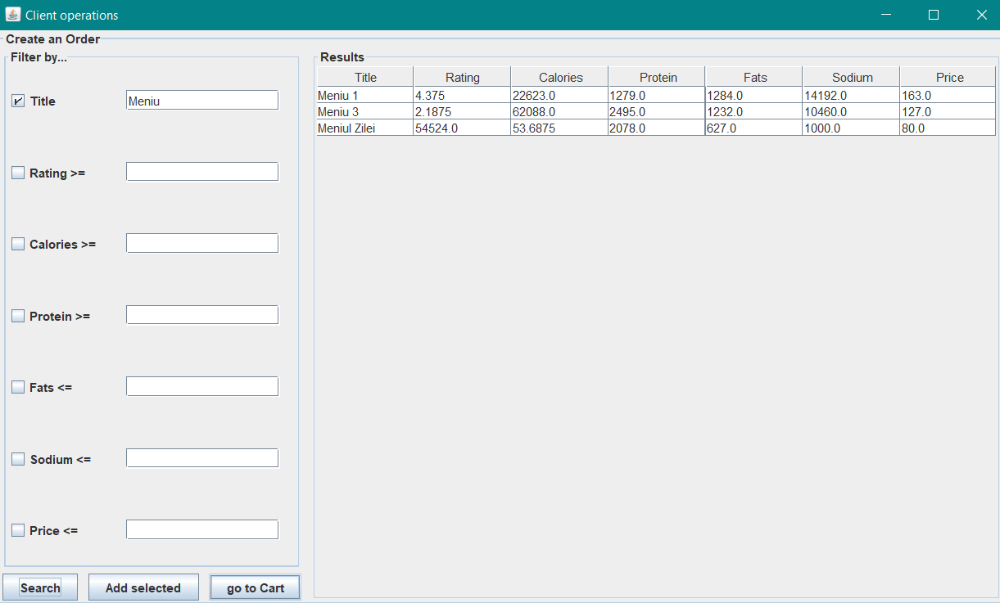 Client operations
Create an Order
Filter by...
Title Meniu
Rating >=
Calories >=
Protein >=
Fats <=
Sodium <=
Price <=
Search Add selected go to Cart
Results
Title Rating Calories Protein Fats Sodium Price
Meniu 1 4.375 22623.0 1279.0 1284.0 14192.0 163.0
Meniu 3 2.1875 62088.0 2495.0 1232.0 10460.0 127.0
Meniul Zilei 54524.0 53.6875 2078.0 627.0 1000.0 80.0